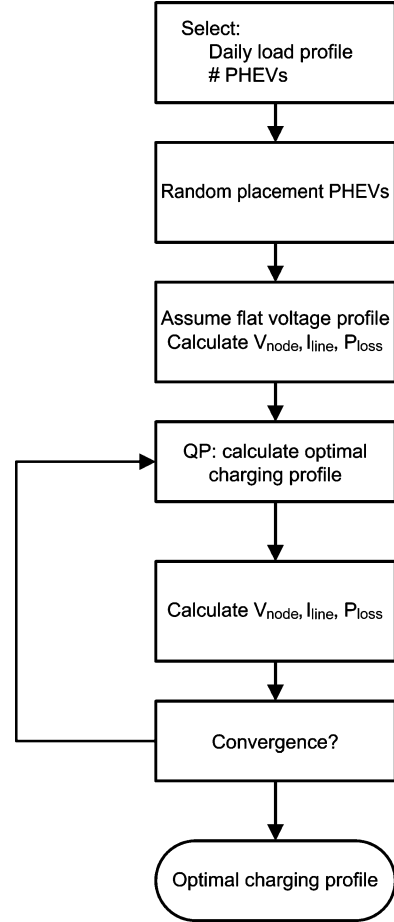 Select:
Daily load profile
# PHEVs
Random placement PHEVs
Assume flat voltage profile
Calculate Vnode, Iline, Ploss
QP: calculate optimal
charging profile
Calculate Vnode, Iline, Ploss
Convergence?
Optimal charging profile